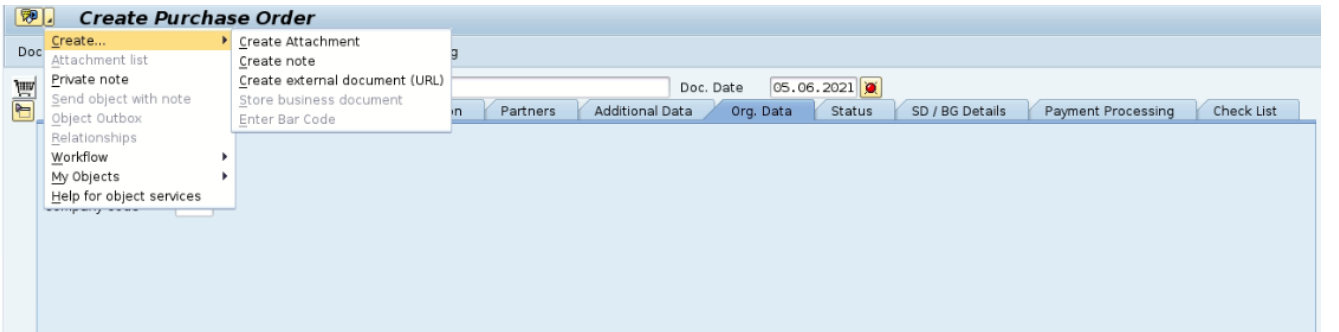 Create Purchase Order
Doc
Create...
Attachment list
Private note
Send object with note
Object Outbox
Relationships
Workflow
My Objects
Help for object services
Create Attachment
Create note
Create external document (URL)
Store business document
Enter Bar Code
g
Doc. Date 05.06.2021
on Partners Additional Data Org. Data Status SD / BG Details Payment Processing Check List